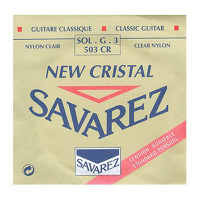 GUITARE CLASSIQUE
CLASSIC GUITAR
SOL . G . 3
503 CR
NYLON CLAIR
CLEAR NYLON
NEW CRISTAL
SAVAREZ
TENSION NORMALE
STANDARD TENSION
SAVAREZ